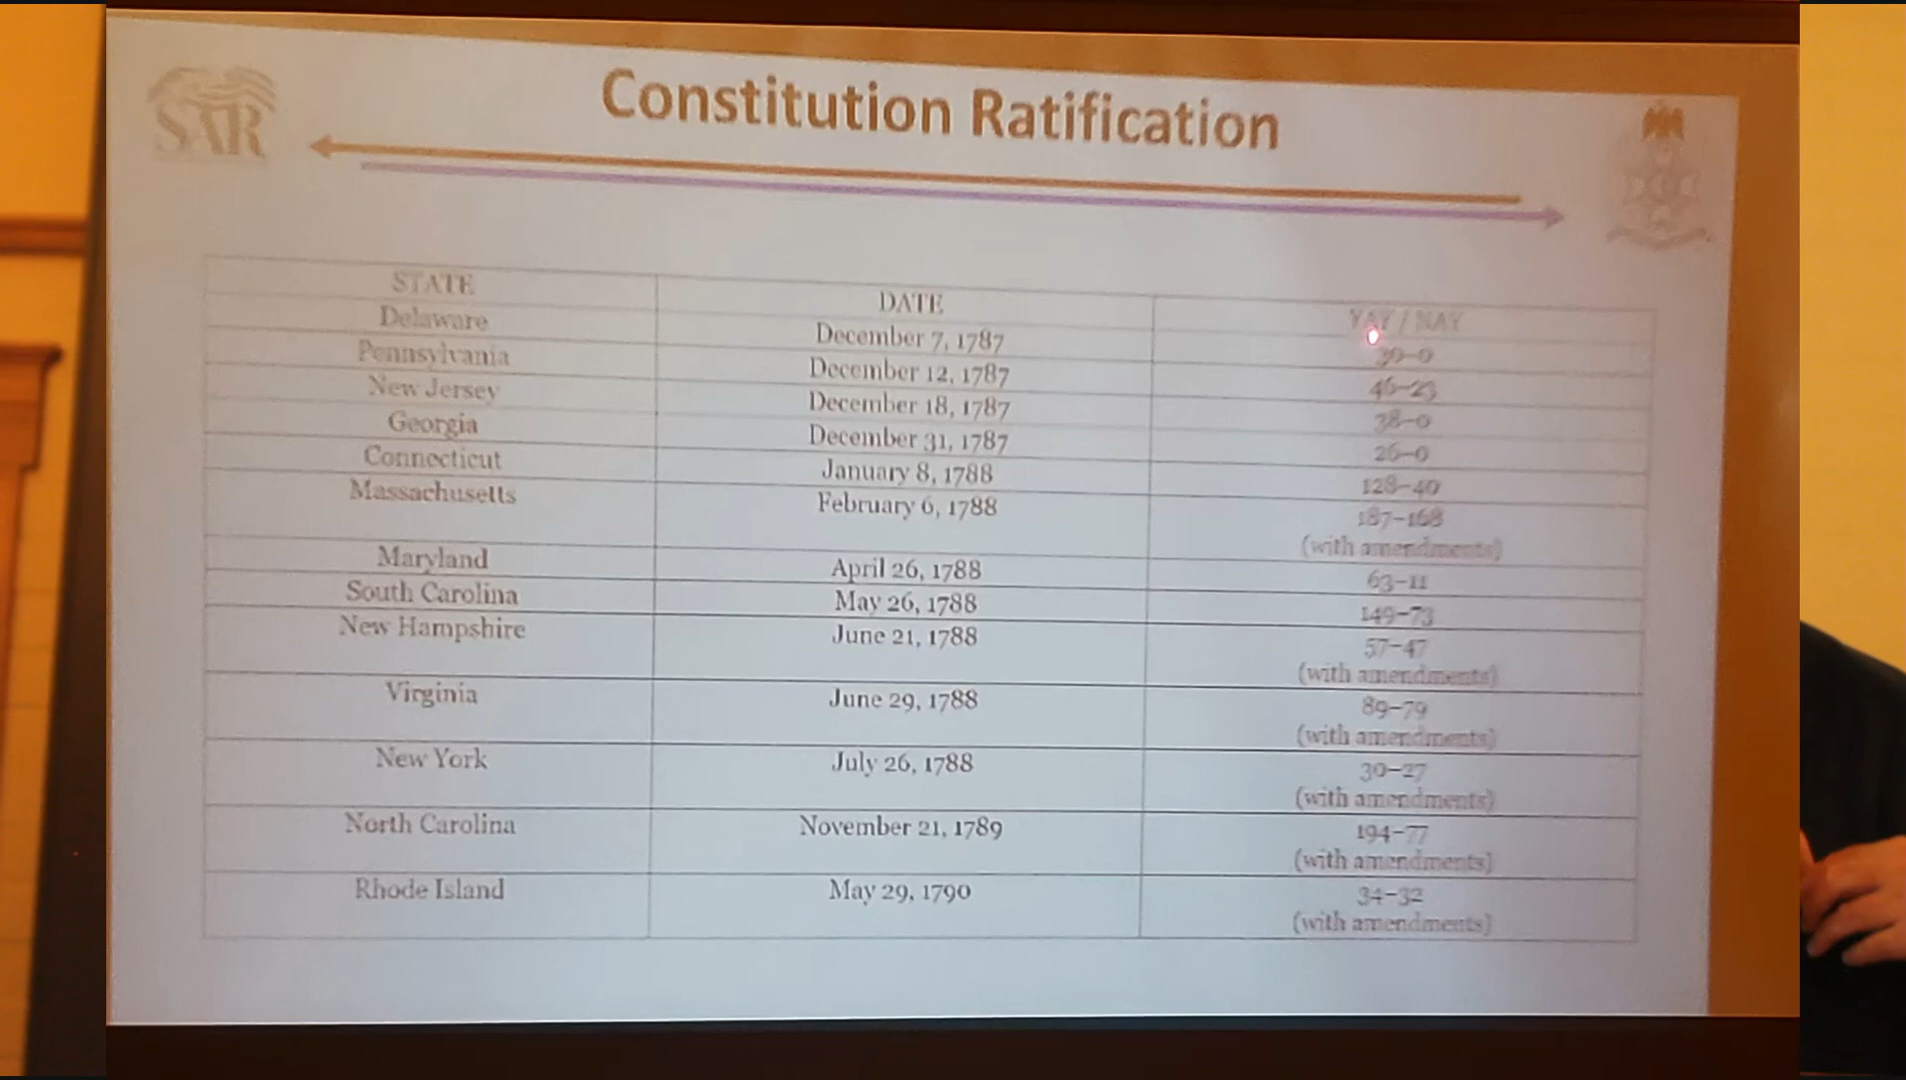 SAR
Constitution Ratification
STATE DATE YAY / NAY
Delaware December 7, 1787 30–0
Pennsylvania December 12, 1787 46–23
New Jersey December 18, 1787 38–0
Georgia December 31, 1787 26–0
Connecticut January 8, 1788 128–40
Massachusetts February 6, 1788 187–168
(with amendments)
Maryland April 26, 1788 63–11
South Carolina May 26, 1788 149–73
New Hampshire June 21, 1788 57–47
(with amendments)
Virginia June 29, 1788 89–79
(with amendments)
New York July 26, 1788 30–27
(with amendments)
North Carolina November 21, 1789 194–77
(with amendments)
Rhode Island May 29, 1790 34–32
(with amendments)